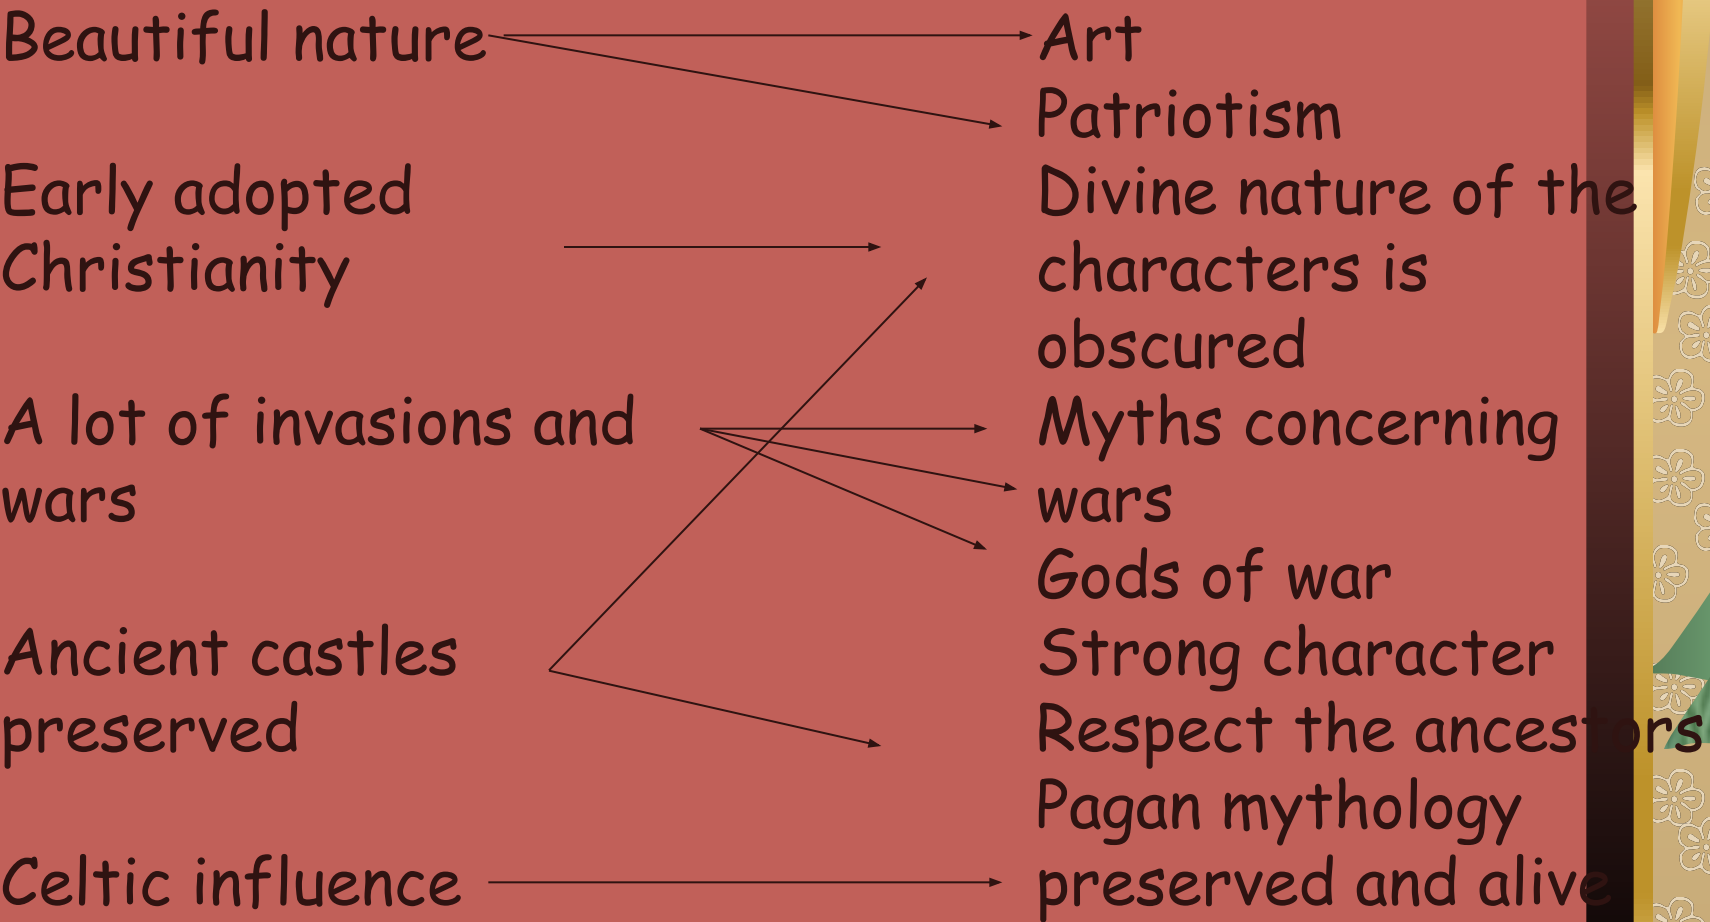 Beautiful nature
Early adopted
Christianity
A lot of invasions and
wars
Ancient castles
preserved
Celtic influence
Art
Patriotism
Divine nature of the
characters is
obscured
Myths concerning
wars
Gods of war
Strong character
Respect the ancestors
Pagan mythology
preserved and alive